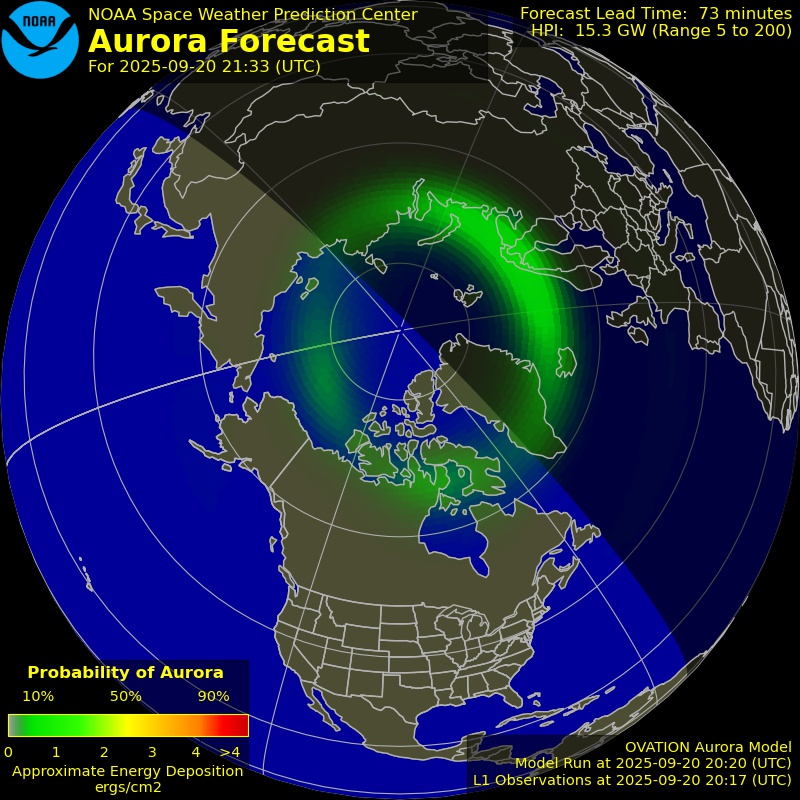 NOAA
NOAA Space Weather Prediction Center
Aurora Forecast
For 2025-09-20 21:33 (UTC)
Forecast Lead Time: 73 minutes
HPI: 15.3 GW (Range 5 to 200)
Probability of Aurora
10% 50% 90%
0 1 2 3 4 >4
Approximate Energy Deposition
ergs/cm2
OVATION Aurora Model
Model Run at 2025-09-20 20:20 (UTC)
L1 Observations at 2025-09-20 20:17 (UTC)